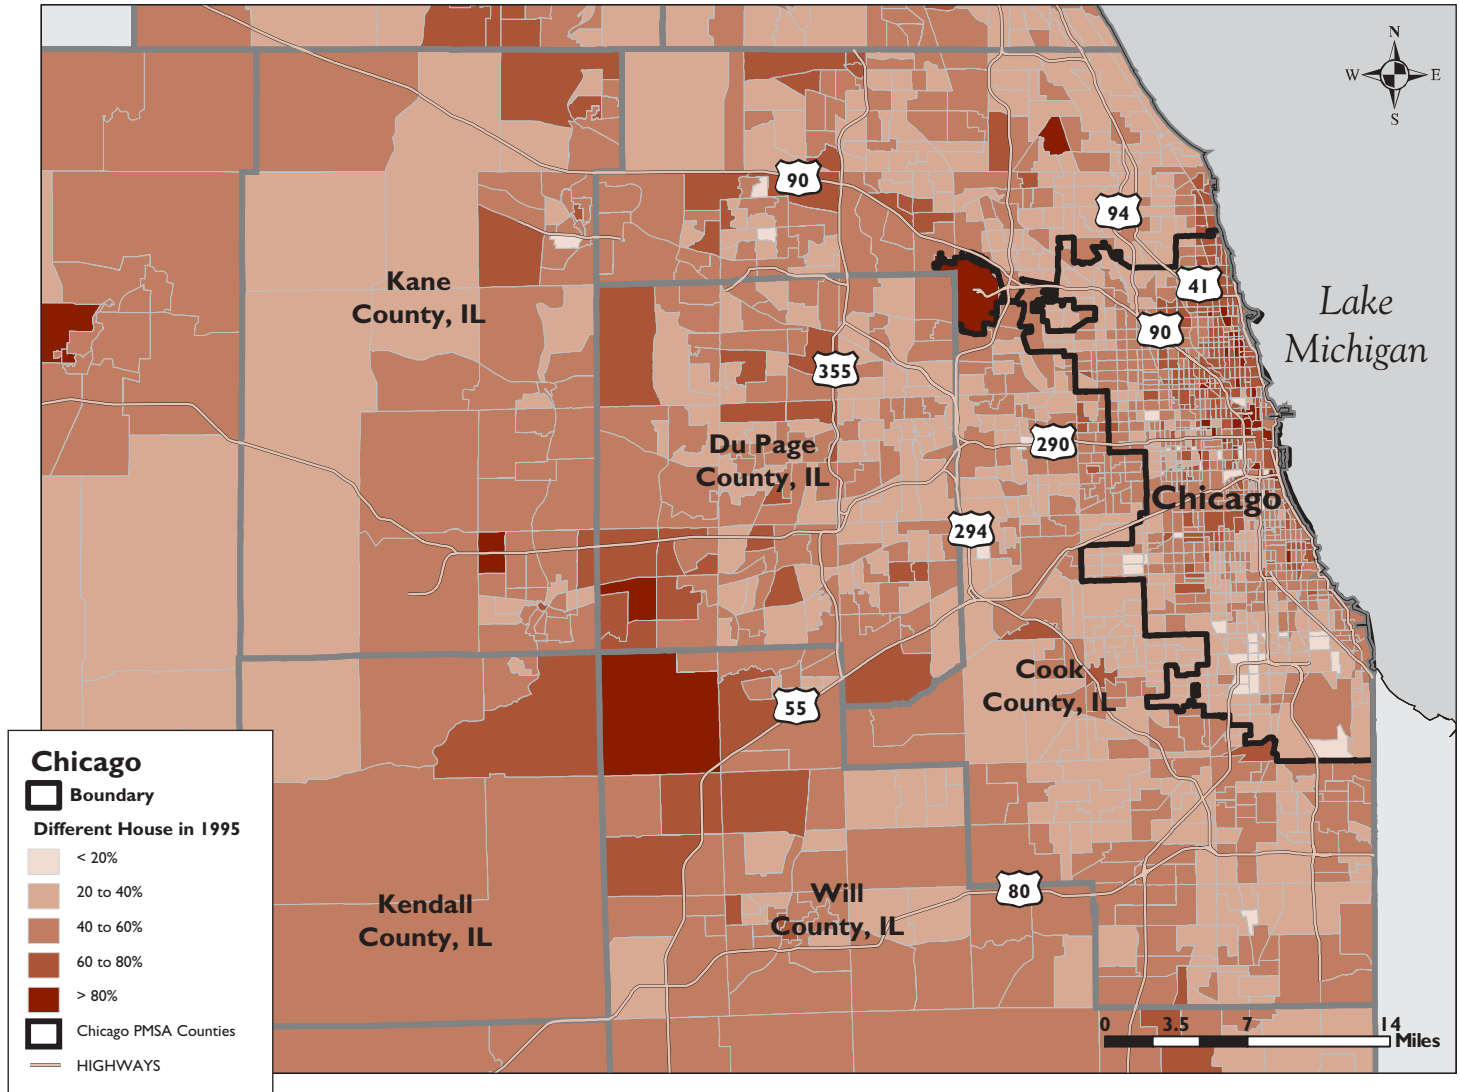 N
W
E
S
90
94
41
Kane
County, IL
Lake
Michigan
90
355
Du Page
County, IL
290
Chicago
294
Cook
County, IL
55
Chicago
Boundary
Different House in 1995
< 20%
20 to 40%
40 to 60%
60 to 80%
> 80%
Chicago PMSA Counties
HIGHWAYS
Kendall
County, IL
Will
County, IL
80
0 3.5 7 14
Miles